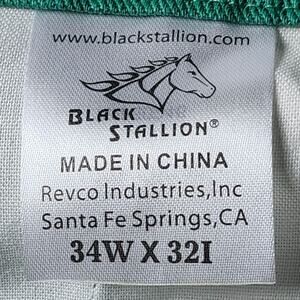 www.blackstallion.com
BLACK
STALLION®
MADE IN CHINA
Revco Industries,Inc
Santa Fe Springs,CA
34W X 32I